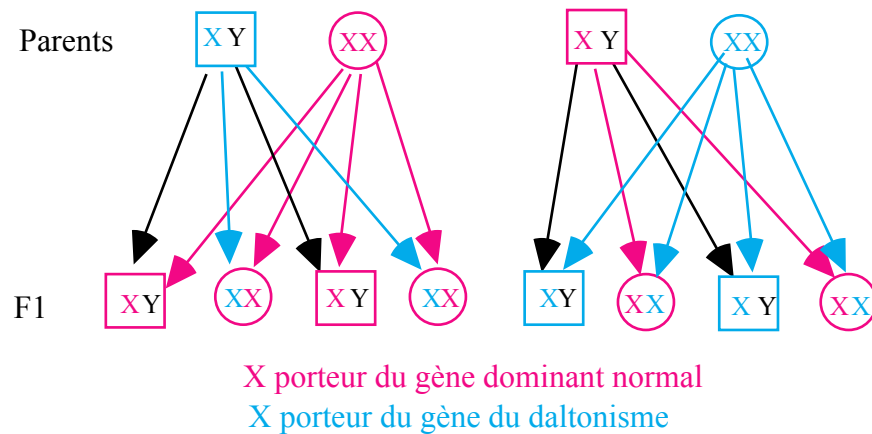 Parents X Y XX X Y XX
F1 X Y XX X Y XX XY XX X Y XX
X porteur du gène dominant normal
X porteur du gène du daltonisme